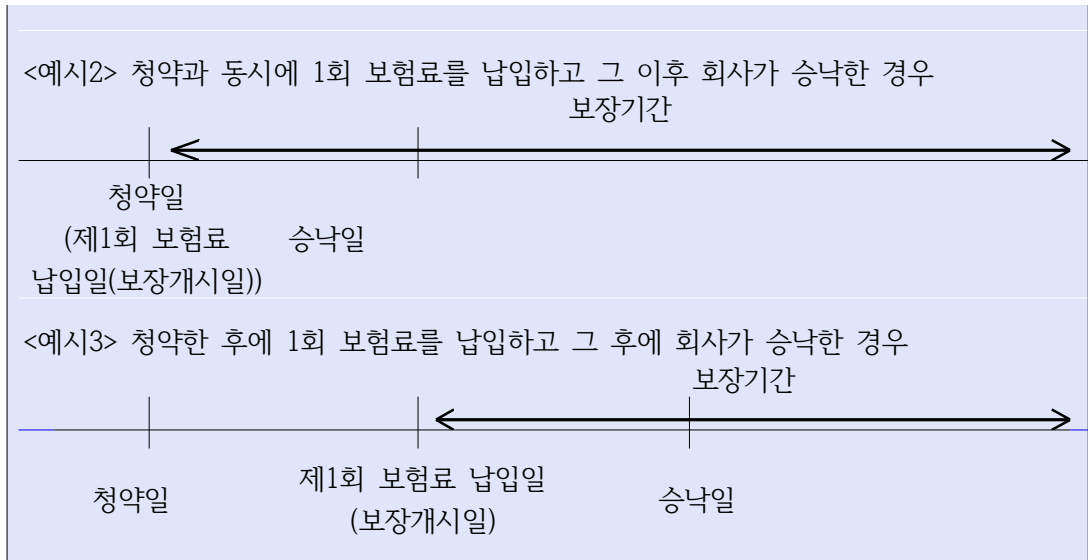 <예시2> 청약과 동시에 1회 보험료를 납입하고 그 이후 회사가 승낙한 경우
보장기간
청약일
(제1회 보험료 승낙일
납입일(보장개시일))
<예시3> 청약한 후에 1회 보험료를 납입하고 그 후에 회사가 승낙한 경우
보장기간
청약일 제1회 보험료 납입일 승낙일
(보장개시일)